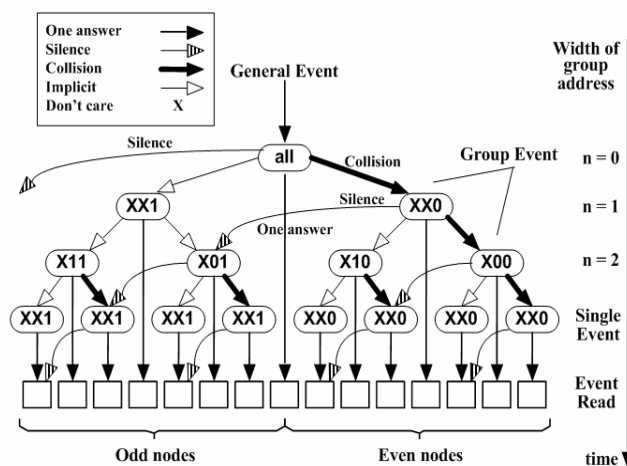 One answer
Silence
Collision
Implicit
Don't care X
General Event
Width of
group
address
Silence
all
Collision
Group Event
n = 0
XX1
Silence
XX0
n = 1
One answer
X11
X01
X10
X00
n = 2
XX1
XX1
XX1
XX1
XX0
XX0
XX0
XX0
Single
Event
Event
Read
Odd nodes
Even nodes
time